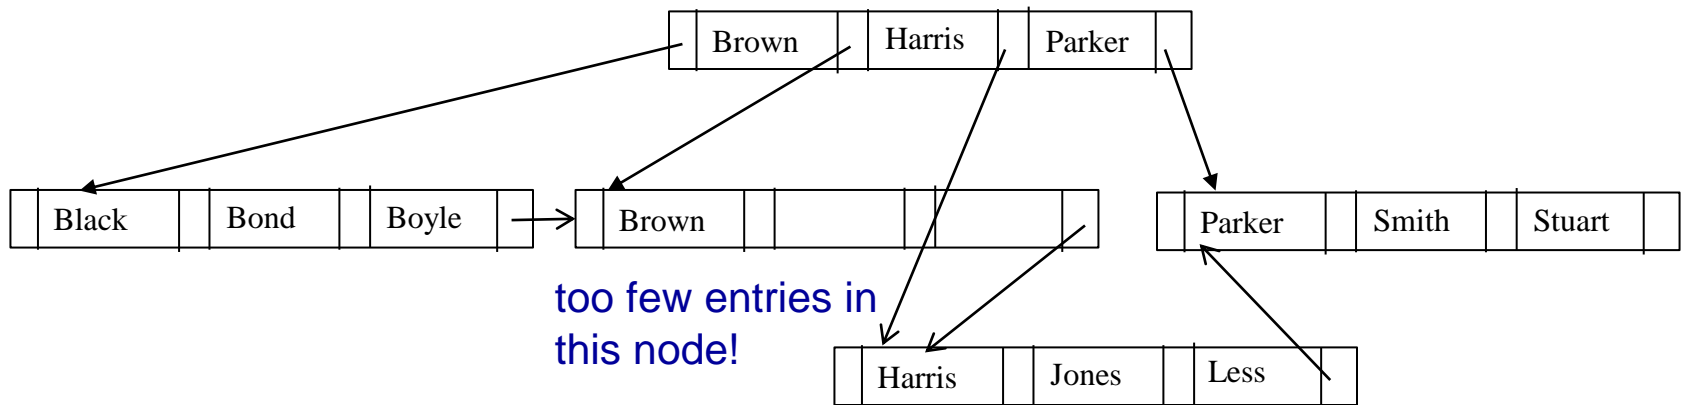 Brown Harris Parker
Black Bond Boyle Brown Parker Smith Stuart
too few entries in
this node!
Harris Jones Less